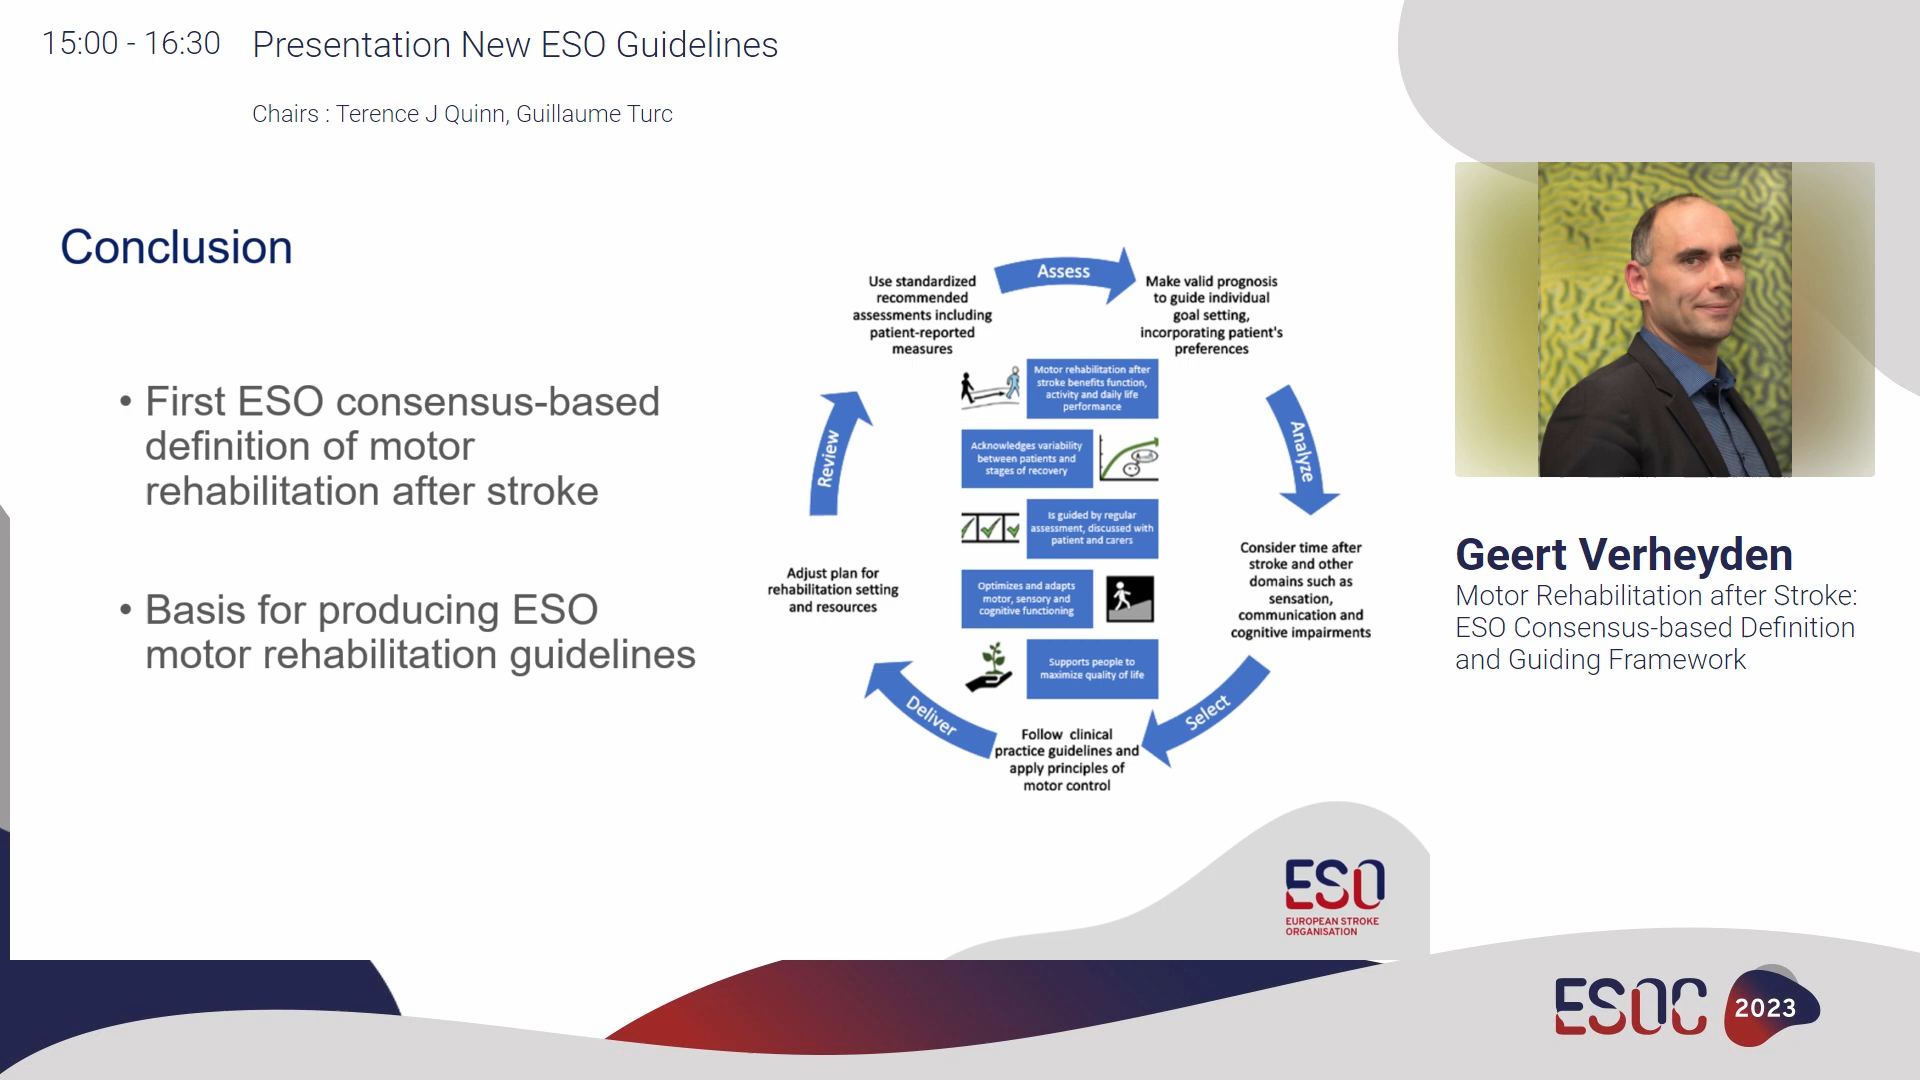 15:00 - 16:30 Presentation New ESO Guidelines
Chairs : Terence J Quinn, Guillaume Turc
Conclusion
• First ESO consensus-based
definition of motor
rehabilitation after stroke
• Basis for producing ESO
motor rehabilitation guidelines
Use standardized
recommended
assessments including
patient-reported
measures
Assess
Make valid prognosis
to guide individual
goal setting,
incorporating patient's
preferences
Analyze
Consider time after
stroke and other
domains such as
sensation,
communication and
cognitive impairments
Select
Follow clinical
practice guidelines and
apply principles of
motor control
Deliver
Adjust plan for
rehabilitation setting
and resources
Review
Motor rehabilitation after
stroke benefits function,
activity and daily life
performance
Acknowledges variability
between patients and
stages of recovery
Is guided by regular
assessment, discussed with
patient and carers
Optimizes and adapts
motor, sensory and
cognitive functioning
Supports people to
maximize quality of life
ESO
EUROPEAN STROKE
ORGANISATION
Geert Verheyden
Motor Rehabilitation after Stroke:
ESO Consensus-based Definition
and Guiding Framework
ESOC 2023